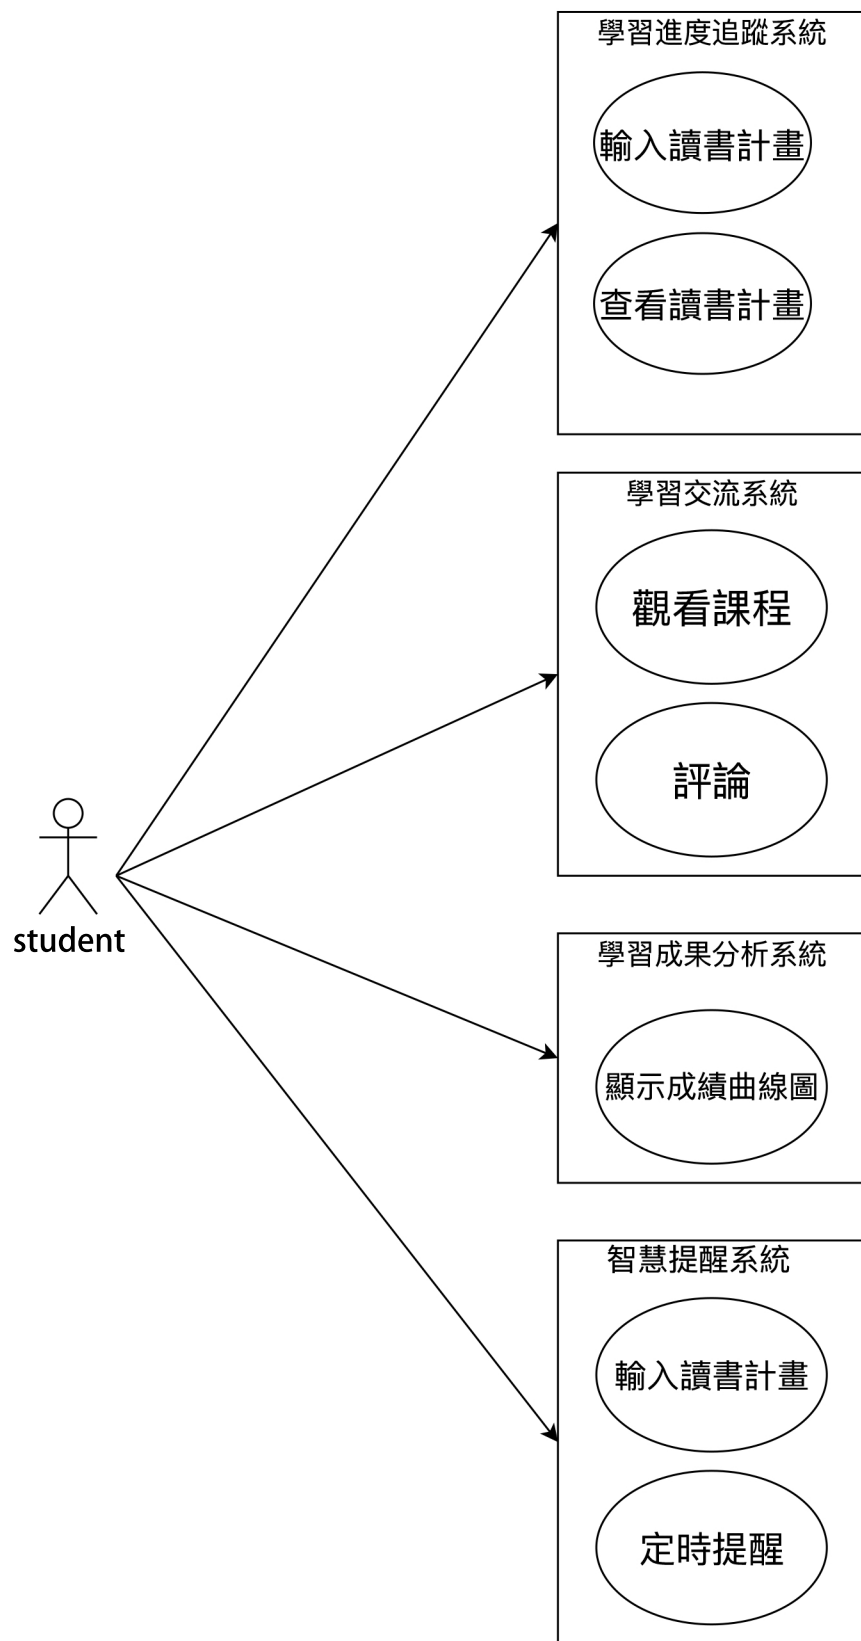 學習進度追蹤系統
輸入讀書計畫
查看讀書計畫
學習交流系統
觀看課程
評論
student
學習成果分析系統
顯示成績曲線圖
智慧提醒系統
輸入讀書計畫
定時提醒